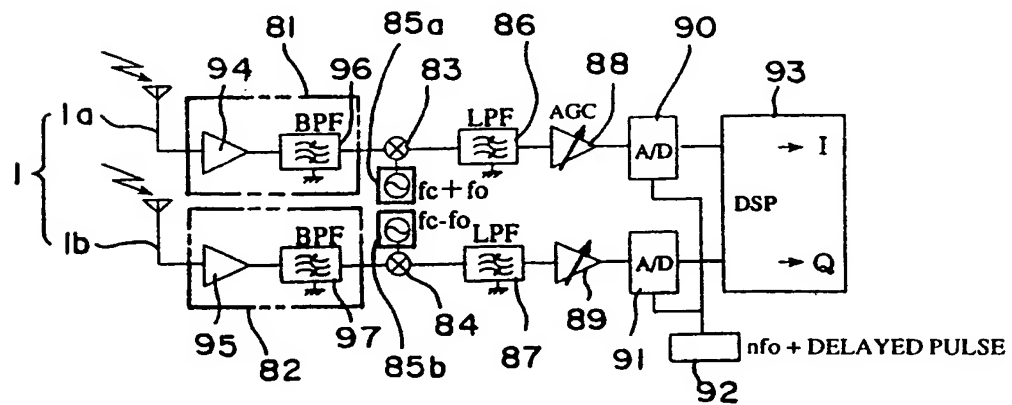 81
85a
86
90
94
96
83
88
93
1a
BPF
LPF
AGC
A/D
I
fc+fo
1
fc-fo
DSP
1b
BPF
LPF
A/D
Q
95
97
84
87
89
91
82
85b
92
nfo + DELAYED PULSE